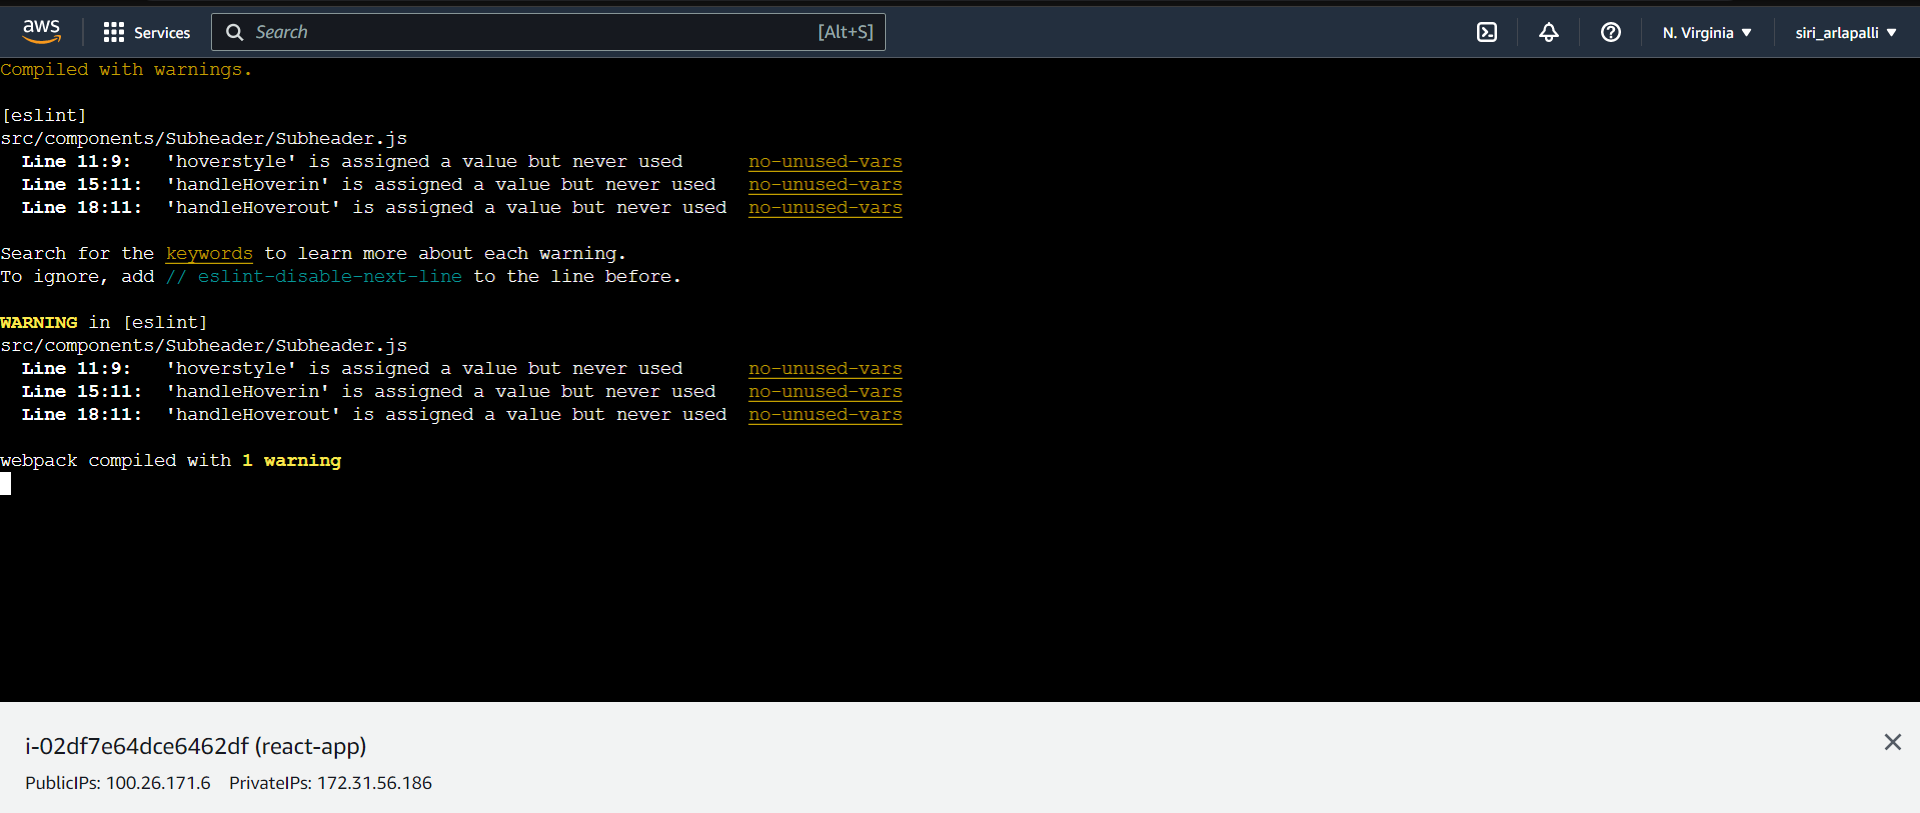 aws Services Search [Alt+S] N. Virginia ▼ siri_arlapalli ▼
Compiled with warnings.
[eslint]
src/components/Subheader/Subheader.js
Line 11:9: 'hoverstyle' is assigned a value but never used no-unused-vars
Line 15:11: 'handleHoverin' is assigned a value but never used no-unused-vars
Line 18:11: 'handleHoverout' is assigned a value but never used no-unused-vars
Search for the keywords to learn more about each warning.
To ignore, add // eslint-disable-next-line to the line before.
WARNING in [eslint]
src/components/Subheader/Subheader.js
Line 11:9: 'hoverstyle' is assigned a value but never used no-unused-vars
Line 15:11: 'handleHoverin' is assigned a value but never used no-unused-vars
Line 18:11: 'handleHoverout' is assigned a value but never used no-unused-vars
webpack compiled with 1 warning
i-02df7e64dce6462df (react-app)
PublicIPs: 100.26.171.6 PrivateIPs: 172.31.56.186